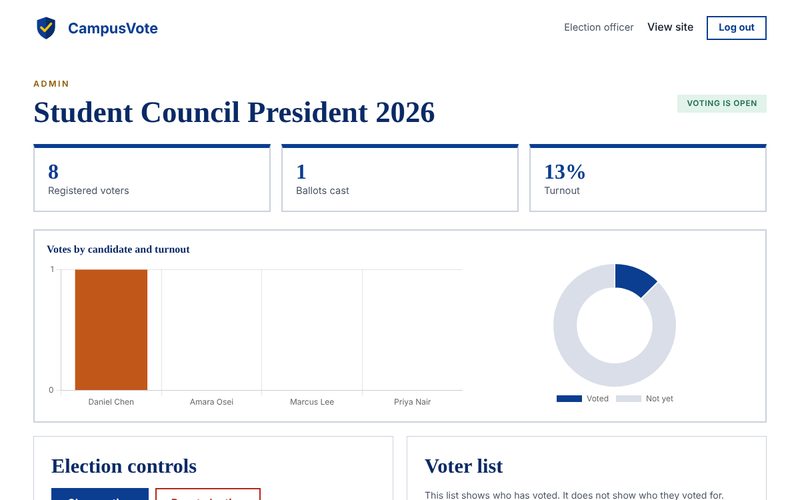 CampusVote
Election officer
View site
Log out
ADMIN
Student Council President 2026
VOTING IS OPEN
8
Registered voters
1
Ballots cast
13%
Turnout
Votes by candidate and turnout
1
0
Daniel Chen
Amara Osei
Marcus Lee
Priya Nair
Voted
Not yet
Election controls
Voter list
This list shows who has voted. It does not show who they voted for.